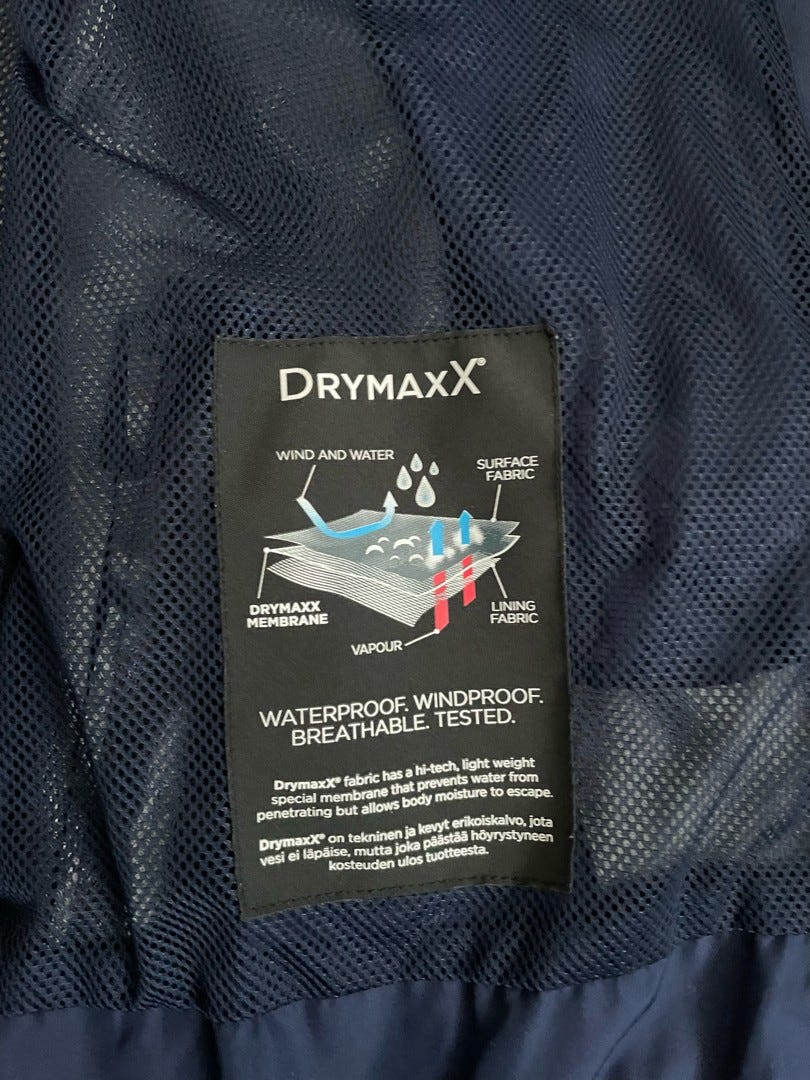 DRYMAXX®
WIND AND WATER
SURFACE
FABRIC
DRYMAXX
MEMBRANE
LINING
FABRIC
VAPOUR
WATERPROOF. WINDPROOF.
BREATHABLE. TESTED.
DrymaxX® fabric has a hi-tech, light weight
special membrane that prevents water from
penetrating but allows body moisture to escape.
DrymaxX® on tekninen ja kevyt erikoiskalvo, jota
vesi ei läpäise, mutta joka päästää höyrystyneen
kosteuden ulos tuotteesta.